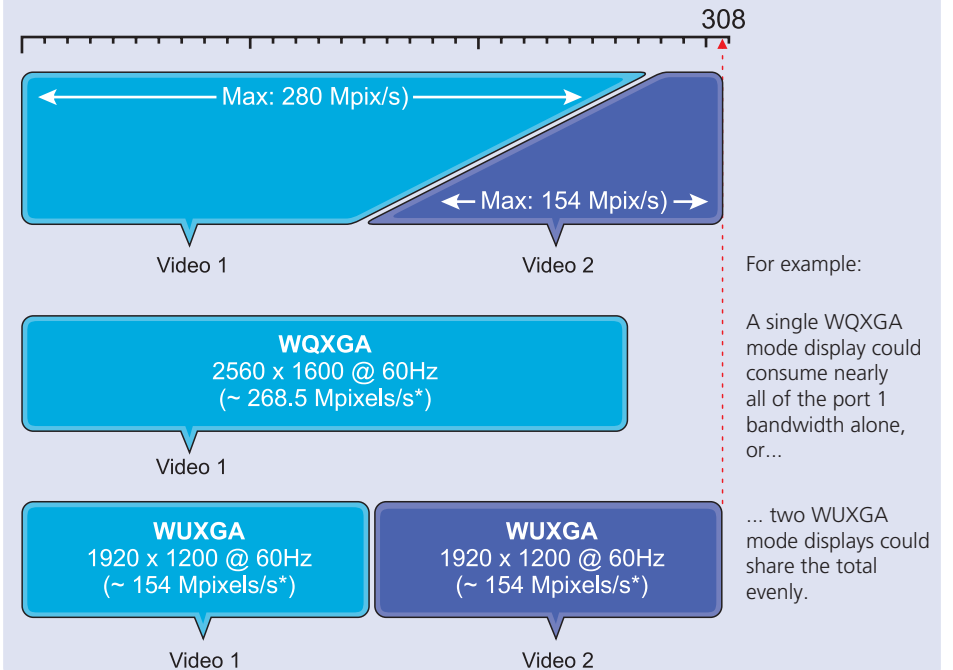 308
Max: 280 Mpix/s)
Max: 154 Mpix/s)
Video 1
Video 2
For example:
A single WQXGA
mode display could
consume nearly
all of the port 1
bandwidth alone,
or...
WQXGA
2560 x 1600 @ 60Hz
(~ 268.5 Mpixels/s*)
Video 1
... two WUXGA
mode displays could
share the total
evenly.
WUXGA
1920 x 1200 @ 60Hz
(~ 154 Mpixels/s*)
Video 1
WUXGA
1920 x 1200 @ 60Hz
(~ 154 Mpixels/s*)
Video 2